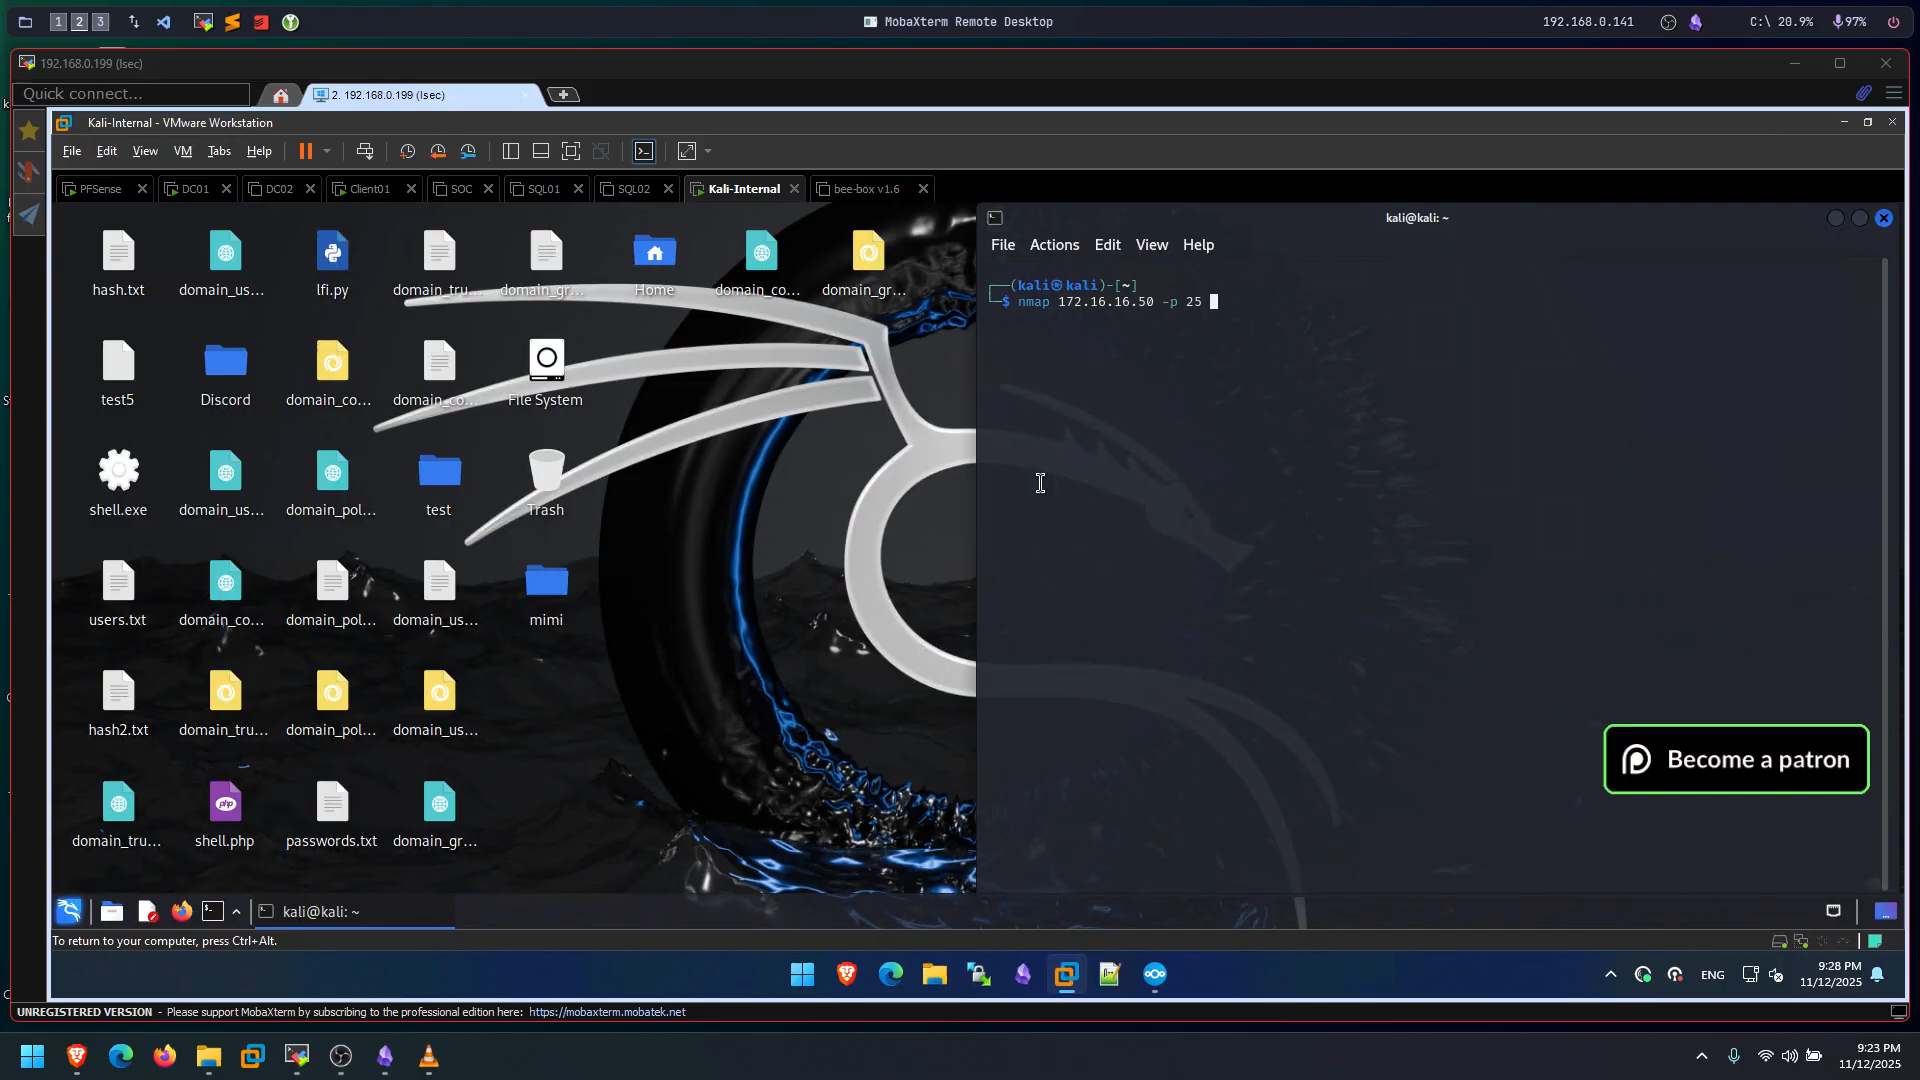 1 2 3
MobaXterm Remote Desktop
192.168.0.141
C:\ 20.9%
97%
192.168.0.199 (lsec)
Quick connect...
2. 192.168.0.199 (lsec)
Kali-Internal - VMware Workstation
File Edit View VM Tabs Help
PFSense DC01 DC02 Client01 SOC SQL01 SQL02 Kali-Internal bee-box v1.6
kali@kali: ~
File Actions Edit View Help
┌──(kali㉿kali)-[~]
└─$ nmap 172.16.16.50 -p 25
hash.txt domain_us... lfi.py domain_tru... domain_gr... Home domain_co... domain_gr...
test5 Discord domain_co... domain_co... File System
shell.exe domain_us... domain_pol... test Trash
users.txt domain_co... domain_pol... domain_us... mimi
hash2.txt domain_tru... domain_pol... domain_us...
domain_tru... shell.php passwords.txt domain_gr...
php
Become a patron
kali@kali: ~
To return to your computer, press Ctrl+Alt.
ENG
9:28 PM
11/12/2025
UNREGISTERED VERSION - Please support MobaXterm by subscribing to the professional edition here: https://mobaxterm.mobatek.net
9:23 PM
11/12/2025